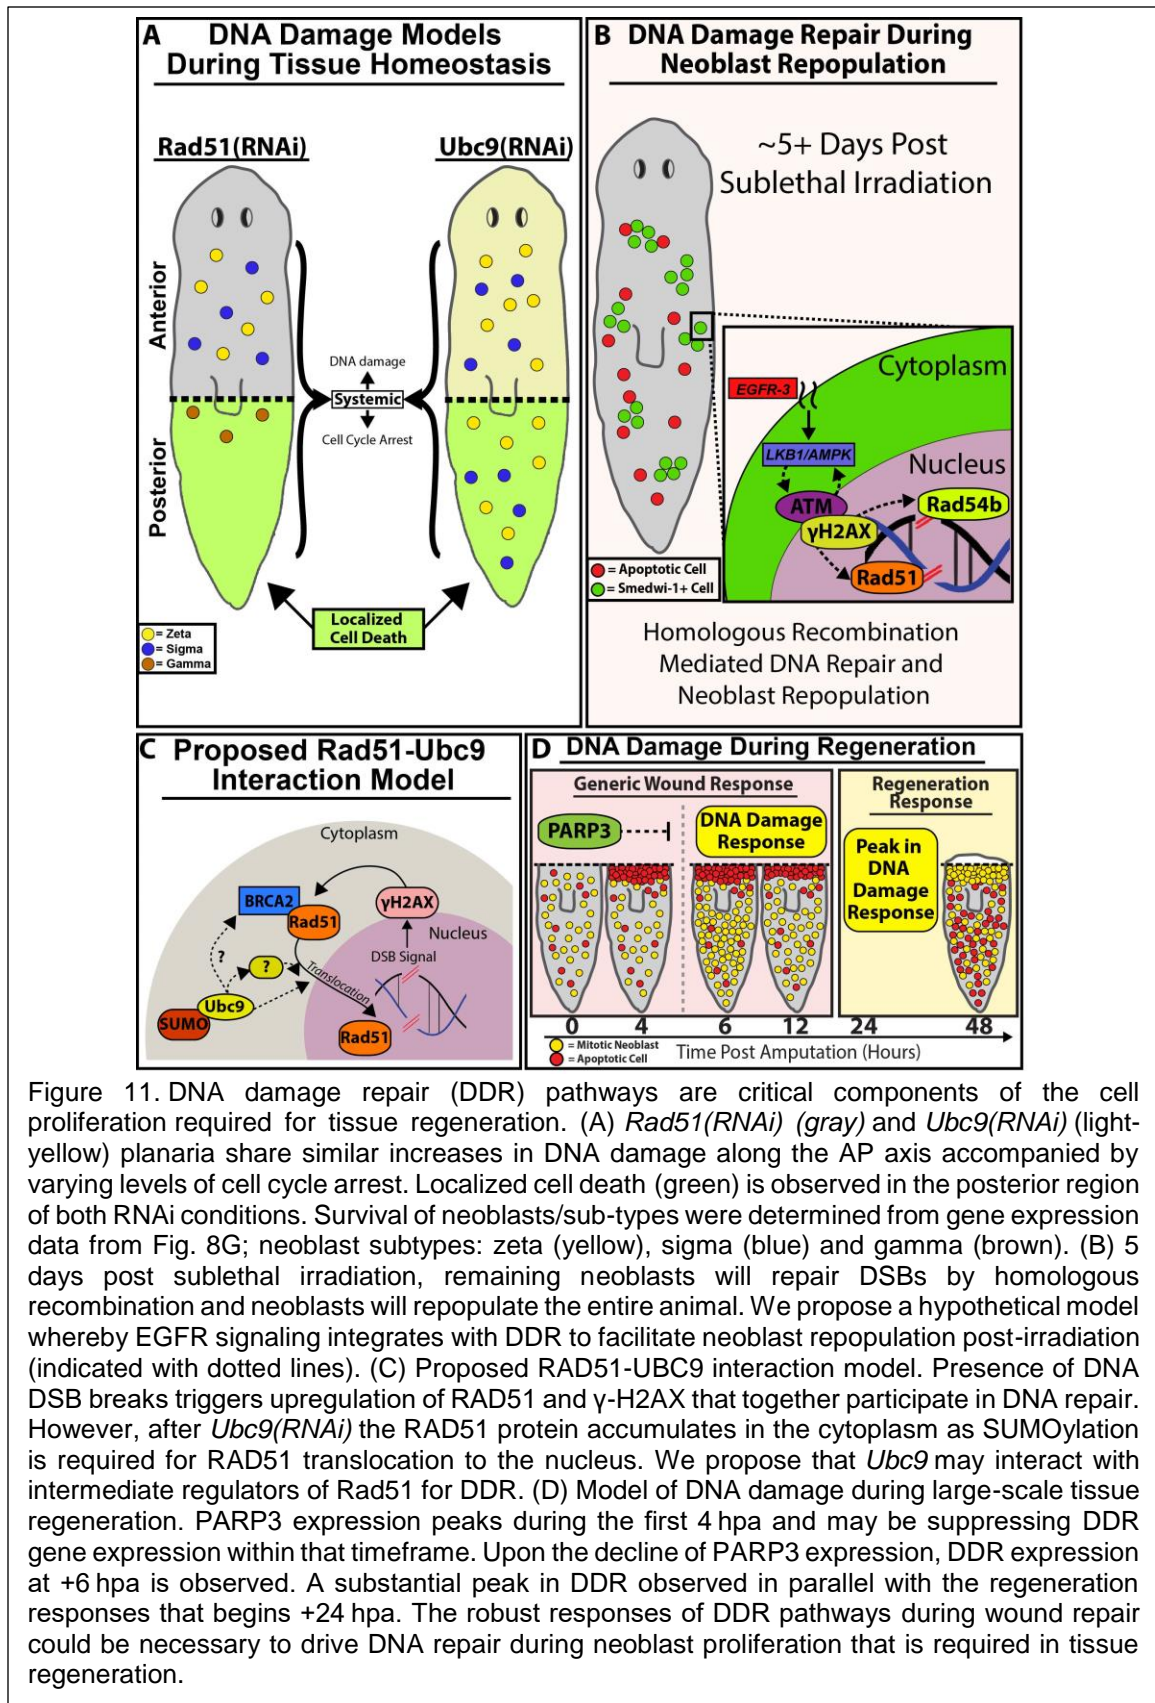 A DNA Damage Models
During Tissue Homeostasis
Rad51(RNAi)
Ubc9(RNAi)
Anterior
Posterior
DNA damage
Systemic
Cell Cycle Arrest
Localized
Cell Death
= Zeta
= Sigma
= Gamma
B DNA Damage Repair During
Neoblast Repopulation
~5+ Days Post
Sublethal Irradiation
Cytoplasm
EGFR-3
LKB1/AMPK
Nucleus
ATM
Rad54b
γH2AX
Rad51
= Apoptotic Cell
= Smedwi-1+ Cell
Homologous Recombination
Mediated DNA Repair and
Neoblast Repopulation
C Proposed Rad51-Ubc9
Interaction Model
Cytoplasm
BRCA2
Rad51
γH2AX
Nucleus
?
?
DSB Signal
Translocation
Ubc9
SUMO
Rad51
D DNA Damage During Regeneration
Generic Wound Response
Regeneration
Response
PARP3
DNA Damage
Response
Peak in
DNA
Damage
Response
0 4 6 12 24 48
= Mitotic Neoblast
= Apoptotic Cell
Time Post Amputation (Hours)
Figure 11. DNA damage repair (DDR) pathways are critical components of the cell
proliferation required for tissue regeneration. (A) Rad51(RNAi) (gray) and Ubc9(RNAi) (light-
yellow) planaria share similar increases in DNA damage along the AP axis accompanied by
varying levels of cell cycle arrest. Localized cell death (green) is observed in the posterior region
of both RNAi conditions. Survival of neoblasts/sub-types were determined from gene expression
data from Fig. 8G; neoblast subtypes: zeta (yellow), sigma (blue) and gamma (brown). (B) 5
days post sublethal irradiation, remaining neoblasts will repair DSBs by homologous
recombination and neoblasts will repopulate the entire animal. We propose a hypothetical model
whereby EGFR signaling integrates with DDR to facilitate neoblast repopulation post-irradiation
(indicated with dotted lines). (C) Proposed RAD51-UBC9 interaction model. Presence of DNA
DSB breaks triggers upregulation of RAD51 and γ-H2AX that together participate in DNA repair.
However, after Ubc9(RNAi) the RAD51 protein accumulates in the cytoplasm as SUMOylation
is required for RAD51 translocation to the nucleus. We propose that Ubc9 may interact with
intermediate regulators of Rad51 for DDR. (D) Model of DNA damage during large-scale tissue
regeneration. PARP3 expression peaks during the first 4 hpa and may be suppressing DDR
gene expression within that timeframe. Upon the decline of PARP3 expression, DDR expression
at +6 hpa is observed. A substantial peak in DDR observed in parallel with the regeneration
responses that begins +24 hpa. The robust responses of DDR pathways during wound repair
could be necessary to drive DNA repair during neoblast proliferation that is required in tissue
regeneration.